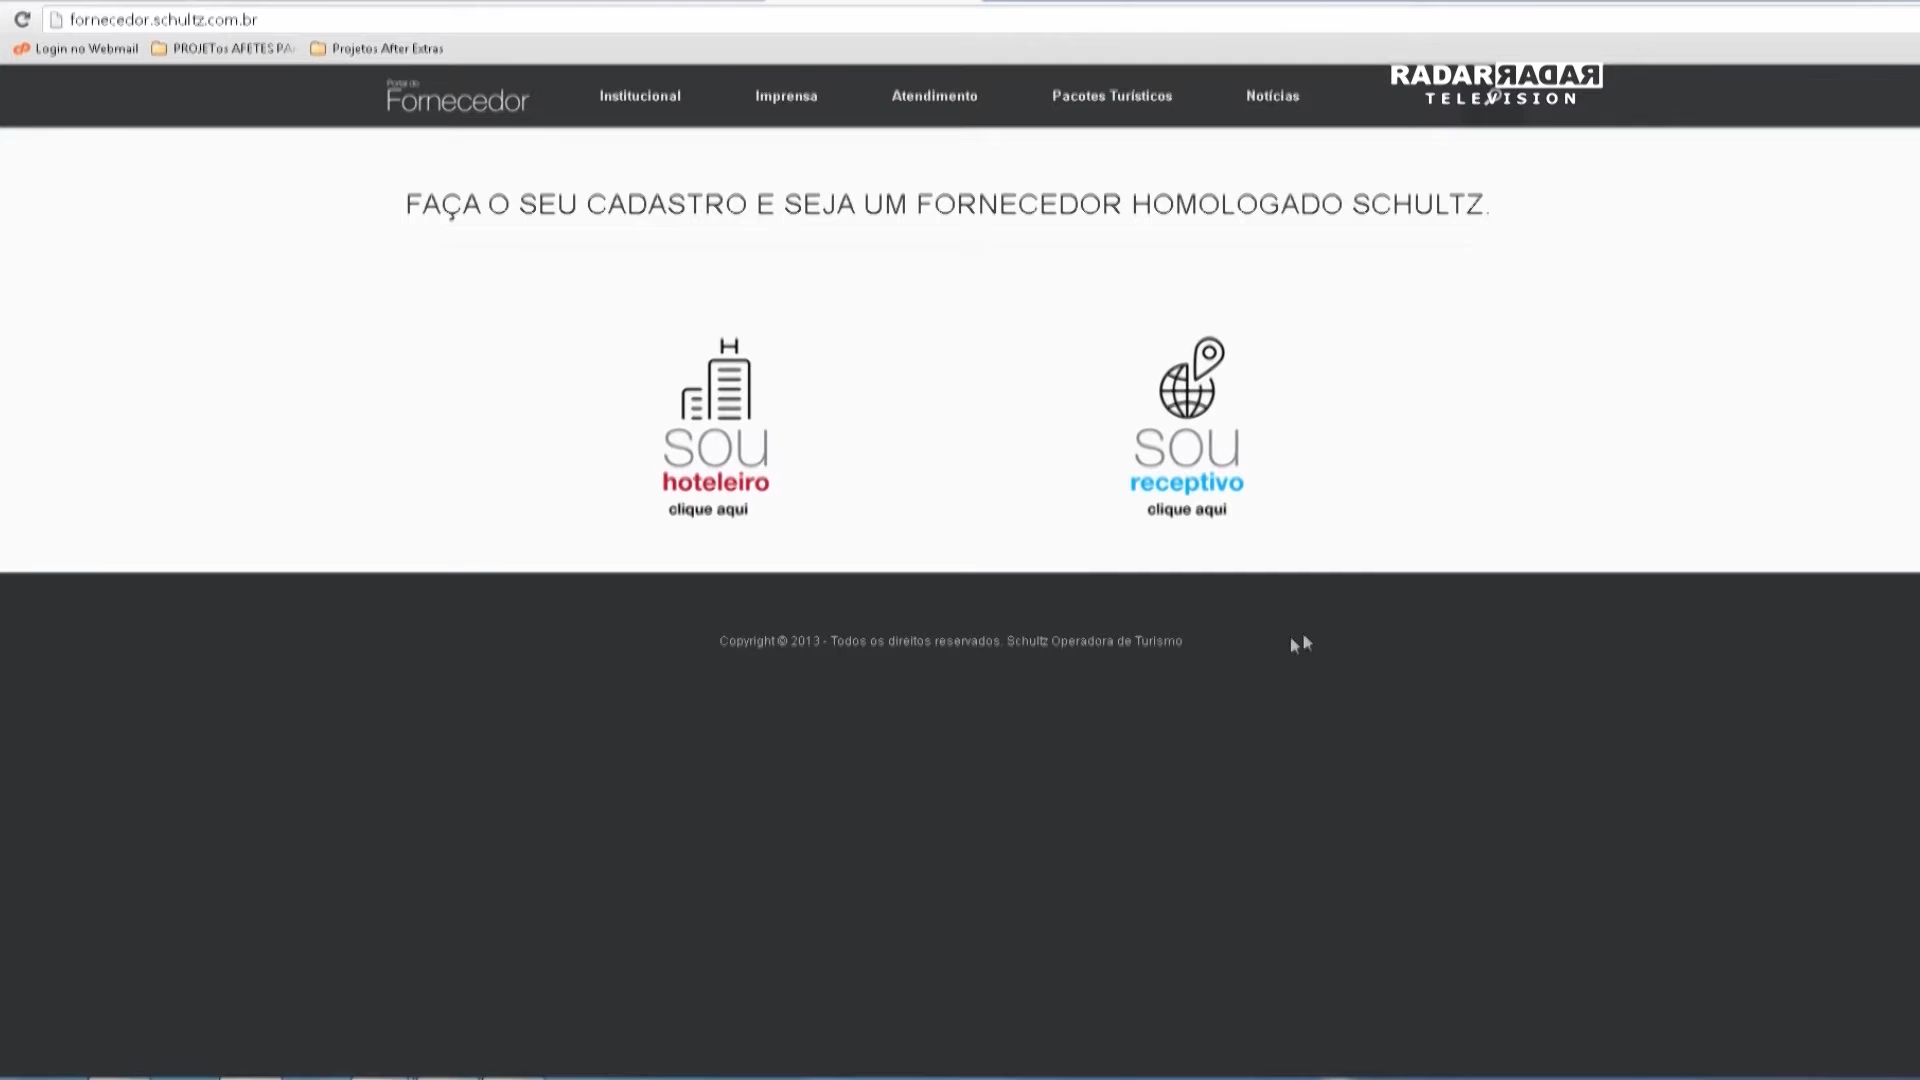 fornecedor.schultz.com.br
Login no Webmail PROJETos AFETES PA
Projetos After Extras
Portal do
Fornecedor
Institucional
Imprensa
Atendimento
Pacotes Turísticos
Notícias
RADAR RADAR
TELEVISION
FAÇA O SEU CADASTRO E SEJA UM FORNECEDOR HOMOLOGADO SCHULTZ.
H
SOU
hoteleiro
clique aqui
SOU
receptivo
clique aqui
Copyright © 2013 - Todos os direitos reservados. Schultz Operadora de Turismo